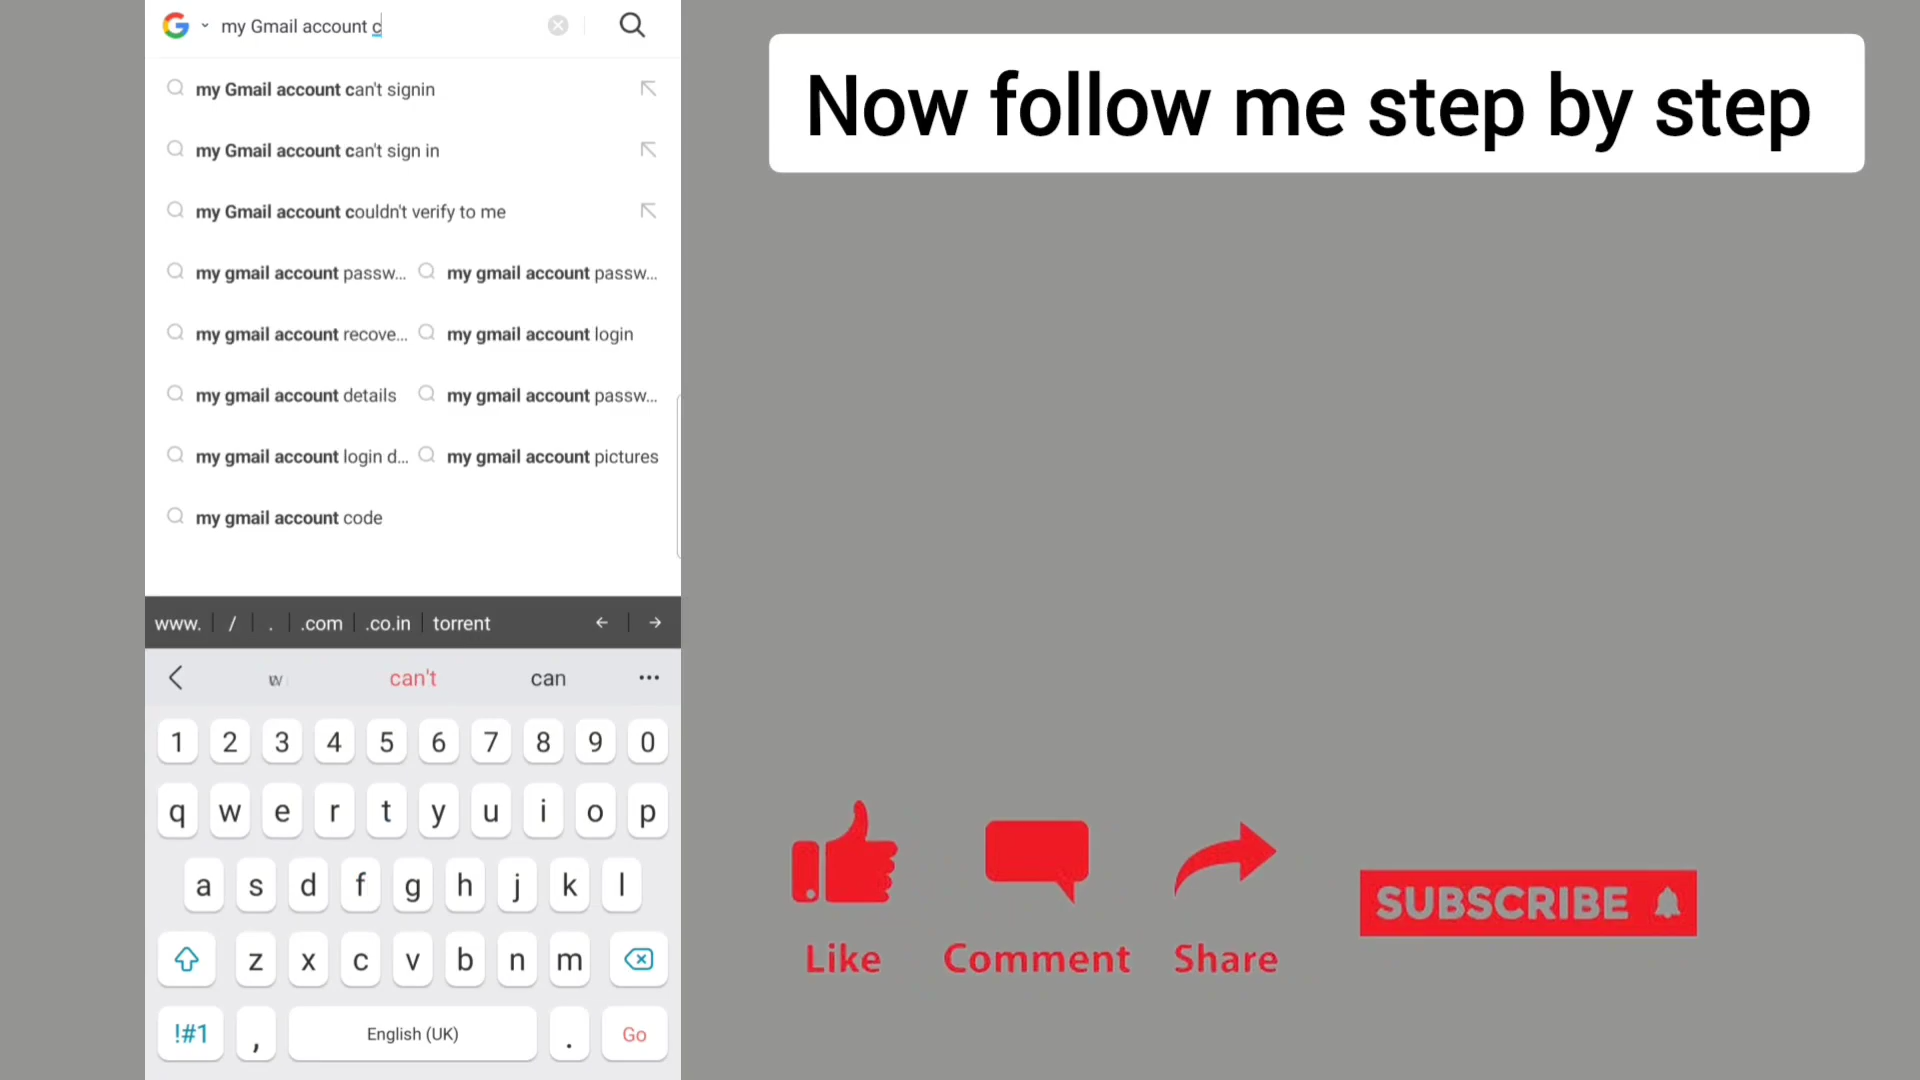 my Gmail account c
my Gmail account can't signin
my Gmail account can't sign in
my Gmail account couldn't verify to me
my gmail account passw... my gmail account passw...
my gmail account recove... my gmail account login
my gmail account details my gmail account passw...
my gmail account login d... my gmail account pictures
my gmail account code
www. / . .com .co.in torrent
w can't can ...
1 2 3 4 5 6 7 8 9 0
q w e r t y u i o p
a s d f g h j k l
z x c v b n m
!#1 , English (UK) . Go
Now follow me step by step
Like Comment Share
SUBSCRIBE